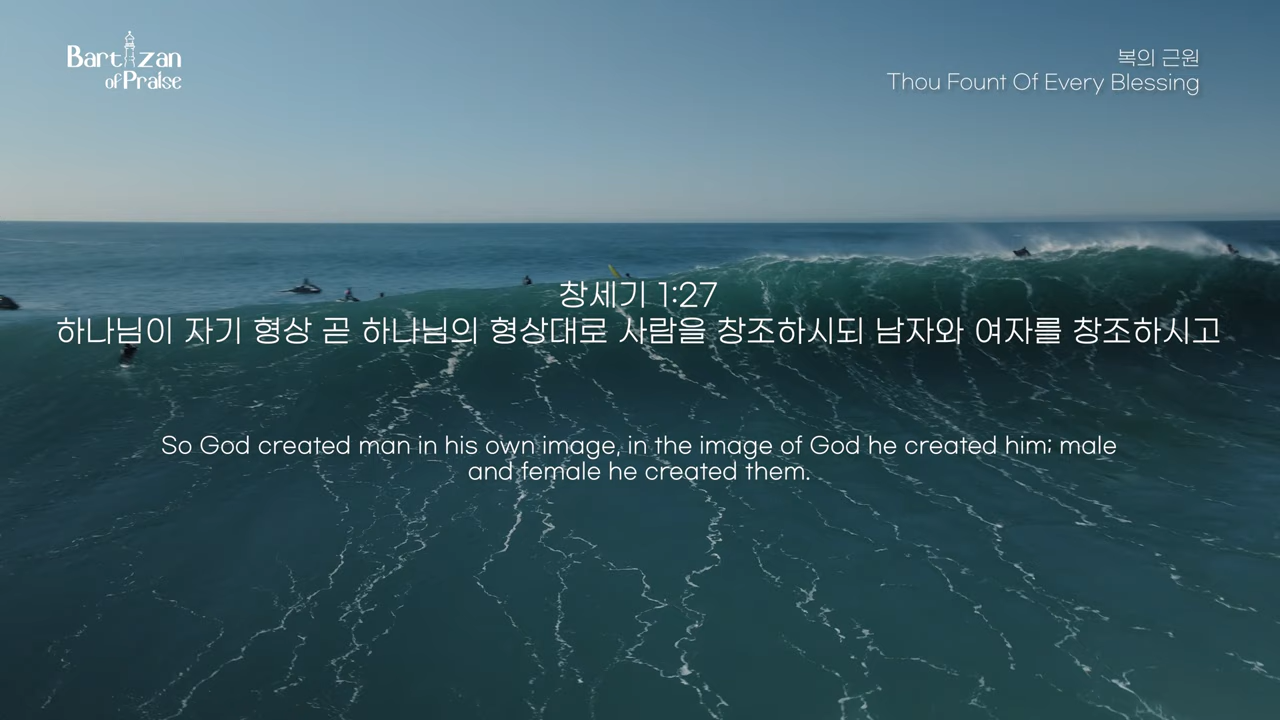 Bartizan
of Praise
복의 근원
Thou Fount Of Every Blessing
창세기 1:27
하나님이 자기 형상 곧 하나님의 형상대로 사람을 창조하시되 남자와 여자를 창조하시고
So God created man in his own image, in the image of God he created him; male
and female he created them.